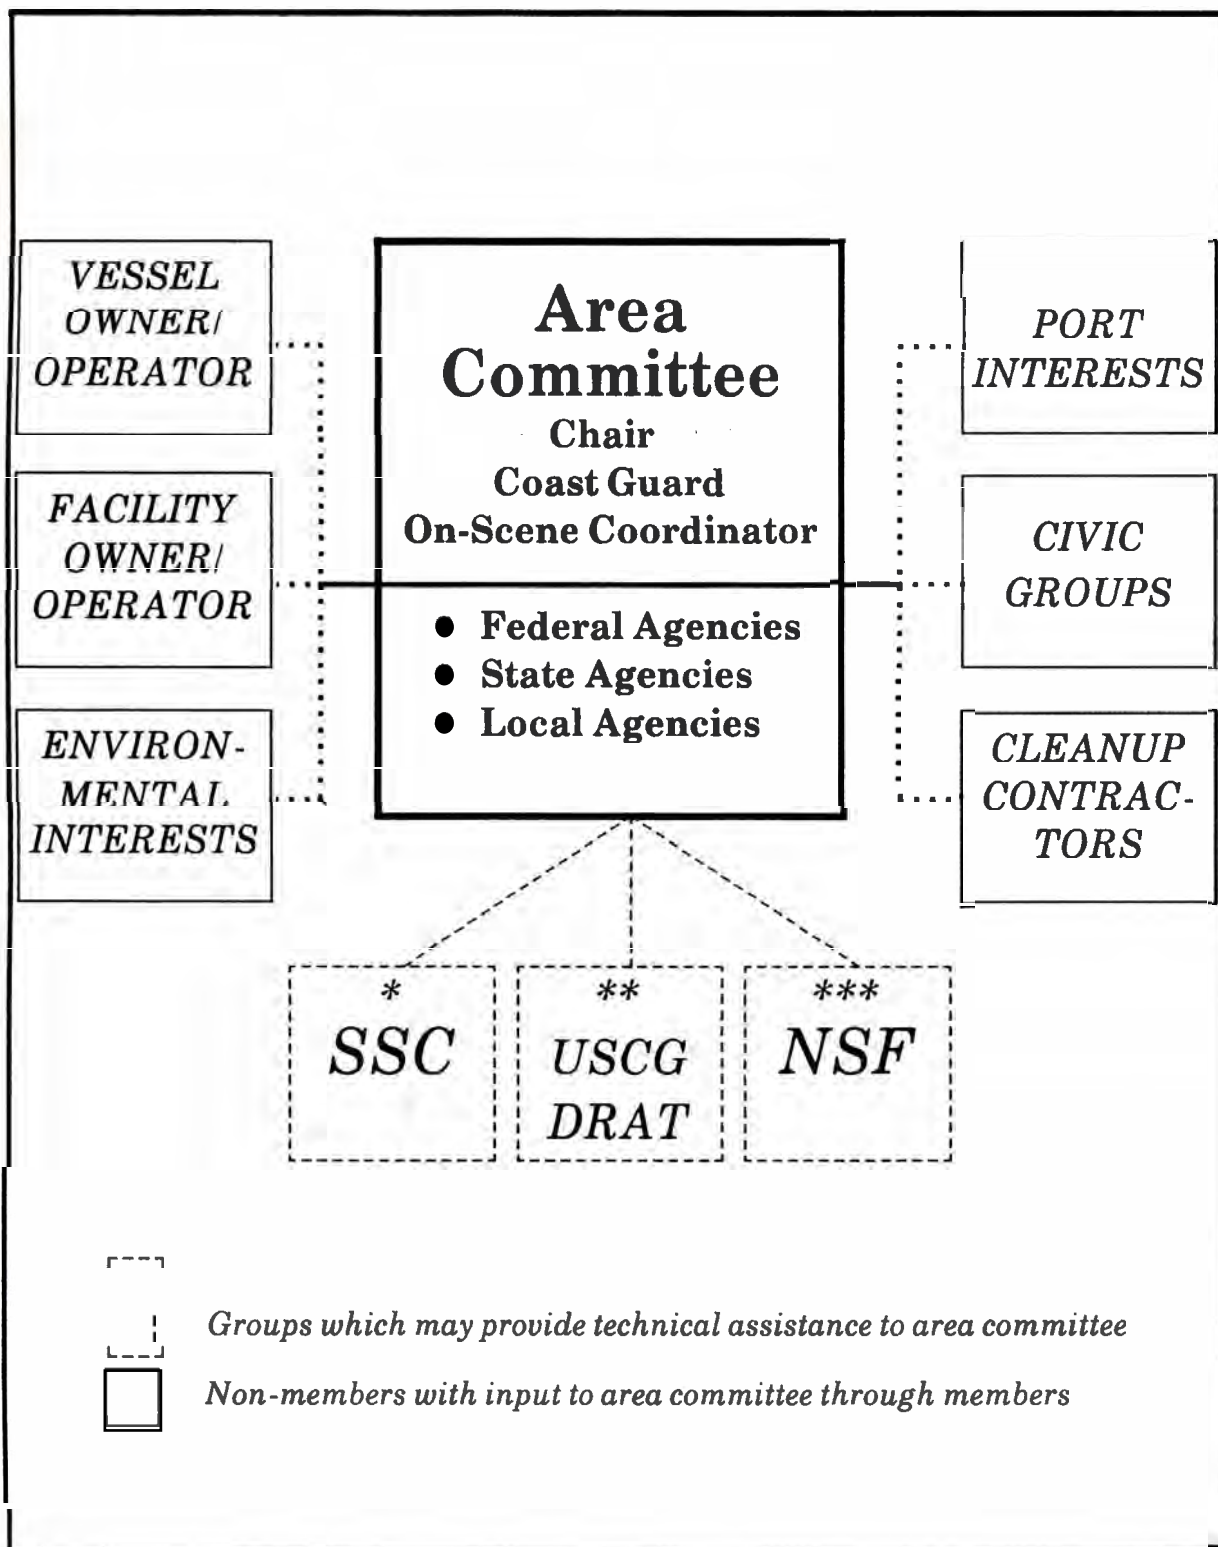 VESSEL
OWNER/
OPERATOR
FACILITY
OWNER/
OPERATOR
ENVIRON-
MENTAL
INTERESTS
Area
Committee
Chair
Coast Guard
On-Scene Coordinator
● Federal Agencies
● State Agencies
● Local Agencies
PORT
INTERESTS
CIVIC
GROUPS
CLEANUP
CONTRAC-
TORS
*
SSC
**
USCG
DRAT
***
NSF
Groups which may provide technical assistance to area committee
Non-members with input to area committee through members